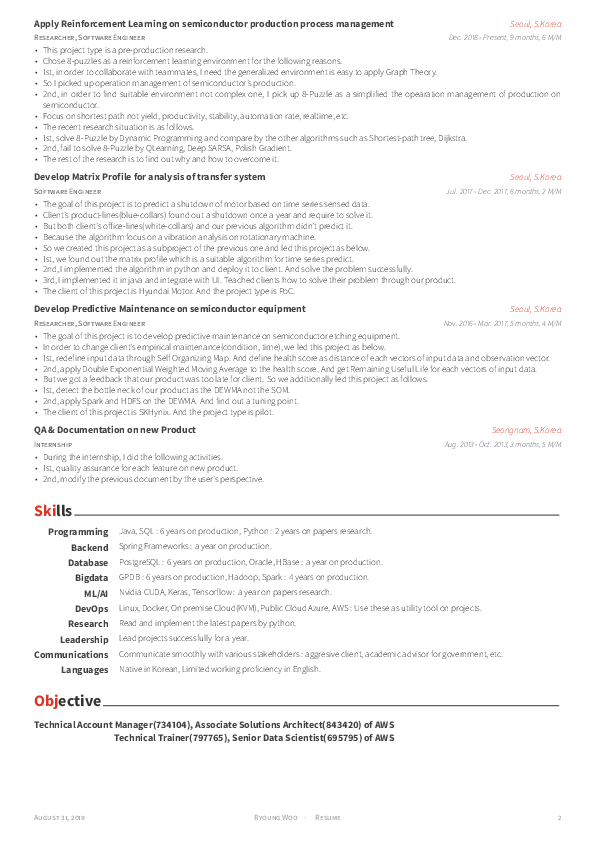 Apply Reinforcement Learning on semiconductor production process management Seoul, S.Korea
Researcher, Software Engineer Dec. 2018 - Present, 9 months, 6 M/M
• This project type is a pre-production research.
• Chose 8-puzzles as a reinforcement learning environment for the following reasons.
• 1st, in order to collaborate with teammates, I need the generalized environment is easy to apply Graph Theory.
• So I picked up operation management of semiconductor's production.
• 2nd, in order to find suitable environment not complex one, I pick up 8-Puzzle as a simplified the opearation management of production on
semiconductor.
• Focus on shortest path not yield, productivity, stability, automation rate, realtime, etc.
• The recent research situation is as follows.
• 1st, solve 8-Puzzle by Dynamic Programming and compare by the other algorithms such as Shortest-path tree, Dijkstra.
• 2nd, fail to solve 8-Puzzle by QLearning, Deep SARSA, Polish Gradient.
• The rest of the research is to find out why and how to overcome it.
Develop Matrix Profile for analysis of transfer system Seoul, S.Korea
Software Engineer Jul. 2017 - Dec. 2017, 6 months, 2 M/M
• The goal of this project is to predict a shutdown of motor based on time series sensed data.
• Client's product-lines(blue-collars) found out a shutdown once a year and require to solve it.
• But both client's office-lines(white-collars) and our previous algorithm didn't predict it.
• Because the algorithm focus on a vibration analysis on rotationary machine.
• So we created this project as a subproject of the previous one and led this project as below.
• 1st, we found out the matrix profile which is a suitable algorithm for time series predict.
• 2nd, I implemented the algorithm in python and deploy it to client. And solve the problem successfully.
• 3rd, I implemented it in java and integrate with UI. Teached clients how to solve their problem through our product.
• The client of this project is Hyundai Motor. And the project type is PoC.
Develop Predictive Maintenance on semiconductor equipment Seoul, S.Korea
Researcher, Software Engineer Nov. 2016 - Mar. 2017, 5 months, 4 M/M
• The goal of this project is to develop predictive maintenance on semiconductor etching equipment.
• In order to change client's empirical maintenance(condition, time), we led this project as below.
• 1st, redefine input data through Self Organizing Map. And define health score as distance of each vectors of input data and observation vector.
• 2nd, apply Double Exponential Weighted Moving Average to the health score. And get Remaining Useful Life for each vectors of input data.
• But we got a feedback that our product was too late for client. So we additionally led this project as follows.
• 1st, detect the bottle neck of our product as the DEWMA not the SOM.
• 2nd, apply Spark and HDFS on the DEWMA. And find out a tuning point.
• The client of this project is SKHynix. And the project type is pilot.
QA & Documentation on new Product Seongnam, S.Korea
Internship Aug. 2013 - Oct. 2013, 3 months, 5 M/M
• During the internship, I did the following activities.
• 1st, quality assurance for each feature on new product.
• 2nd, modify the previous document by the user's perspective.
Skills
Programming Java, SQL : 6 years on production, Python : 2 years on papers research.
Backend Spring Frameworks : a year on production.
Database PostgreSQL : 6 years on production, Oracle, HBase : a year on production.
Bigdata GPDB : 6 years on production, Hadoop, Spark : 4 years on production.
ML/AI Nvidia CUDA, Keras, Tensorflow : a year on papers research.
DevOps Linux, Docker, On premise Cloud(KVM), Public Cloud Azure, AWS : Use these as utility tool on projects.
Research Read and implement the latest papers by python.
Leadership Lead projects successfully for a year.
Communications Communicate smoothly with various stakeholders : aggresive client, academic advisor for government, etc.
Languages Native in Korean, Limited working proficiency in English.
Objective
Technical Account Manager(734104), Associate Solutions Architect(843420) of AWS
Technical Trainer(797765), Senior Data Scientist(695795) of AWS
August 31, 2019 Ryoung Woo · Resume 2